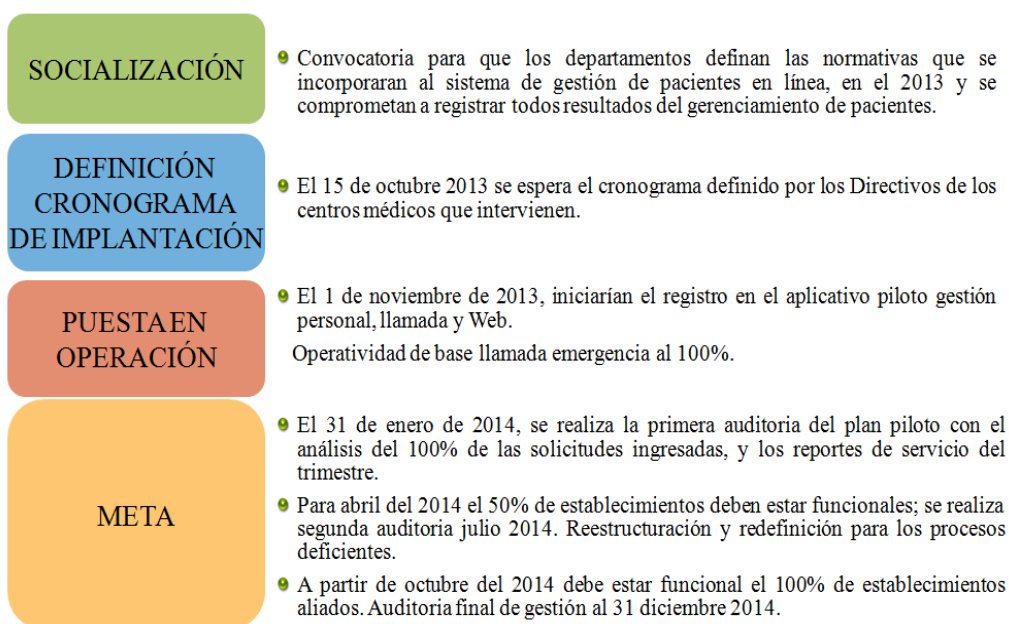 SOCIALIZACIÓN
Convocatoria para que los departamentos definan las normativas que se
incorporaran al sistema de gestión de pacientes en línea, en el 2013 y se
comprometan a registrar todos resultados del gerenciamiento de pacientes.
DEFINICIÓN
CRONOGRAMA
DE IMPLANTACIÓN
El 15 de octubre 2013 se espera el cronograma definido por los Directivos de los
centros médicos que intervienen.
PUESTA EN
OPERACIÓN
El 1 de noviembre de 2013, iniciarían el registro en el aplicativo piloto gestión
personal, llamada y Web.
Operatividad de base llamada emergencia al 100%.
META
El 31 de enero de 2014, se realiza la primera auditoria del plan piloto con el
análisis del 100% de las solicitudes ingresadas, y los reportes de servicio del
trimestre.
Para abril del 2014 el 50% de establecimientos deben estar funcionales; se realiza
segunda auditoria julio 2014. Reestructuración y redefinición para los procesos
deficientes.
A partir de octubre del 2014 debe estar funcional el 100% de establecimientos
aliados. Auditoria final de gestión al 31 diciembre 2014.